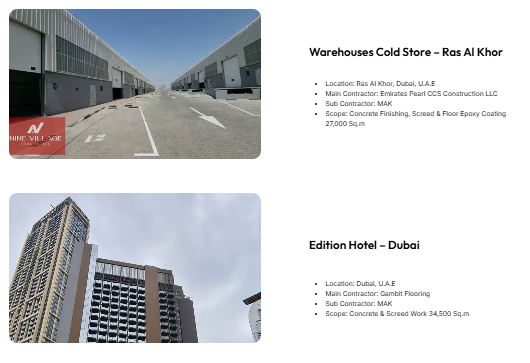 Warehouses Cold Store – Ras Al Khor
Location: Ras Al Khor, Dubai, U.A.E
Main Contractor: Emirates Pearl CCS Construction LLC
Sub Contractor: MAK
Scope: Concrete Finishing, Screed & Floor Epoxy Coating
27,000 Sq.m
12
NINE VILLAGE
REAL ESTATE
Edition Hotel – Dubai
Location: Dubai, U.A.E
Main Contractor: Gambit Flooring
Sub Contractor: MAK
Scope: Concrete & Screed Work 34,500 Sq.m